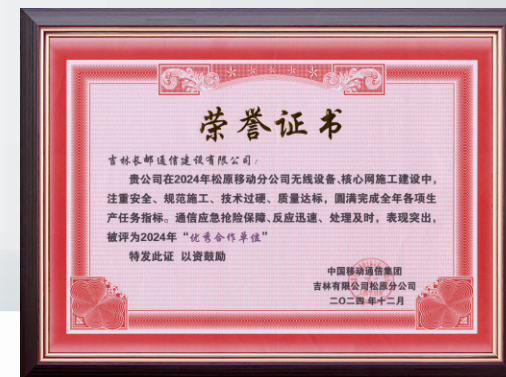 荣誉证书
吉林长邮通信建设有限公司：
贵公司在2024年松原移动分公司无线设备、核心网施工建设中，
注重安全、规范施工、技术过硬、质量达标，圆满完成全年各项生
产任务指标。通信应急抢险保障、反应迅速、处理及时，表现突出，
被评为2024年“优秀合作单位”
特发此证 以资鼓励
中国移动通信集团
吉林有限公司松原分公司
二〇二四年十二月